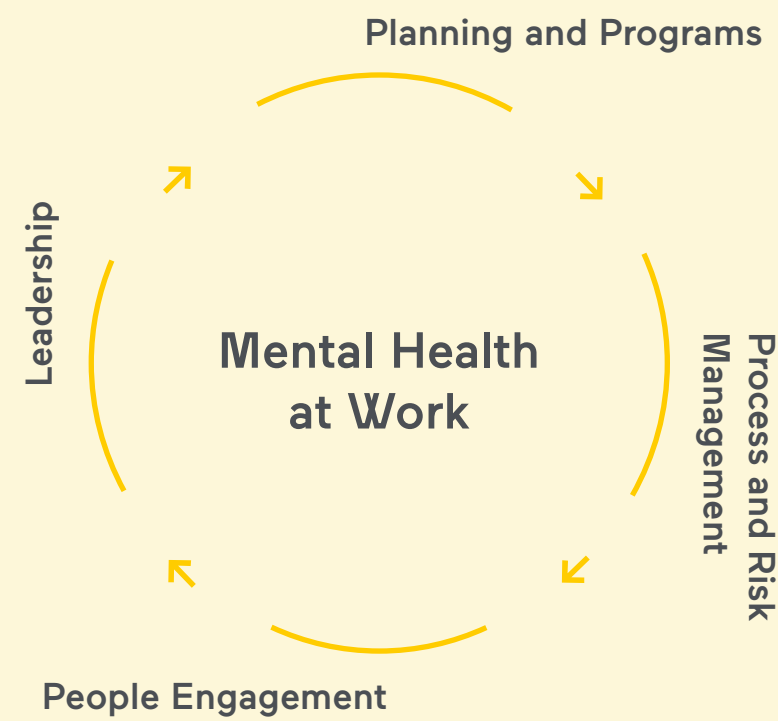 Planning and Programs
Leadership
Mental Health
at Work
Process and Risk
Management
People Engagement